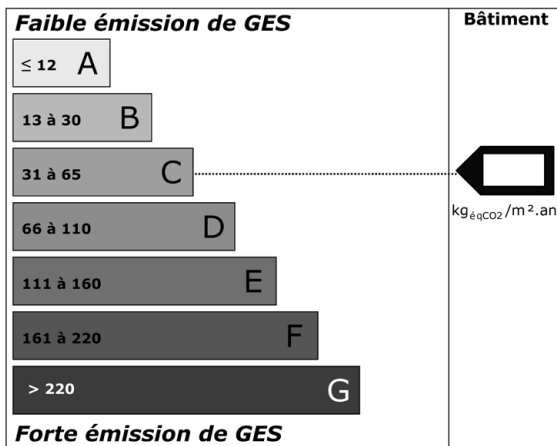 Faible émission de GES
Bâtiment
≤ 12 A
13 à 30 B
31 à 65 C
kgéqCO2/m².an
66 à 110 D
111 à 160 E
161 à 220 F
> 220 G
Forte émission de GES